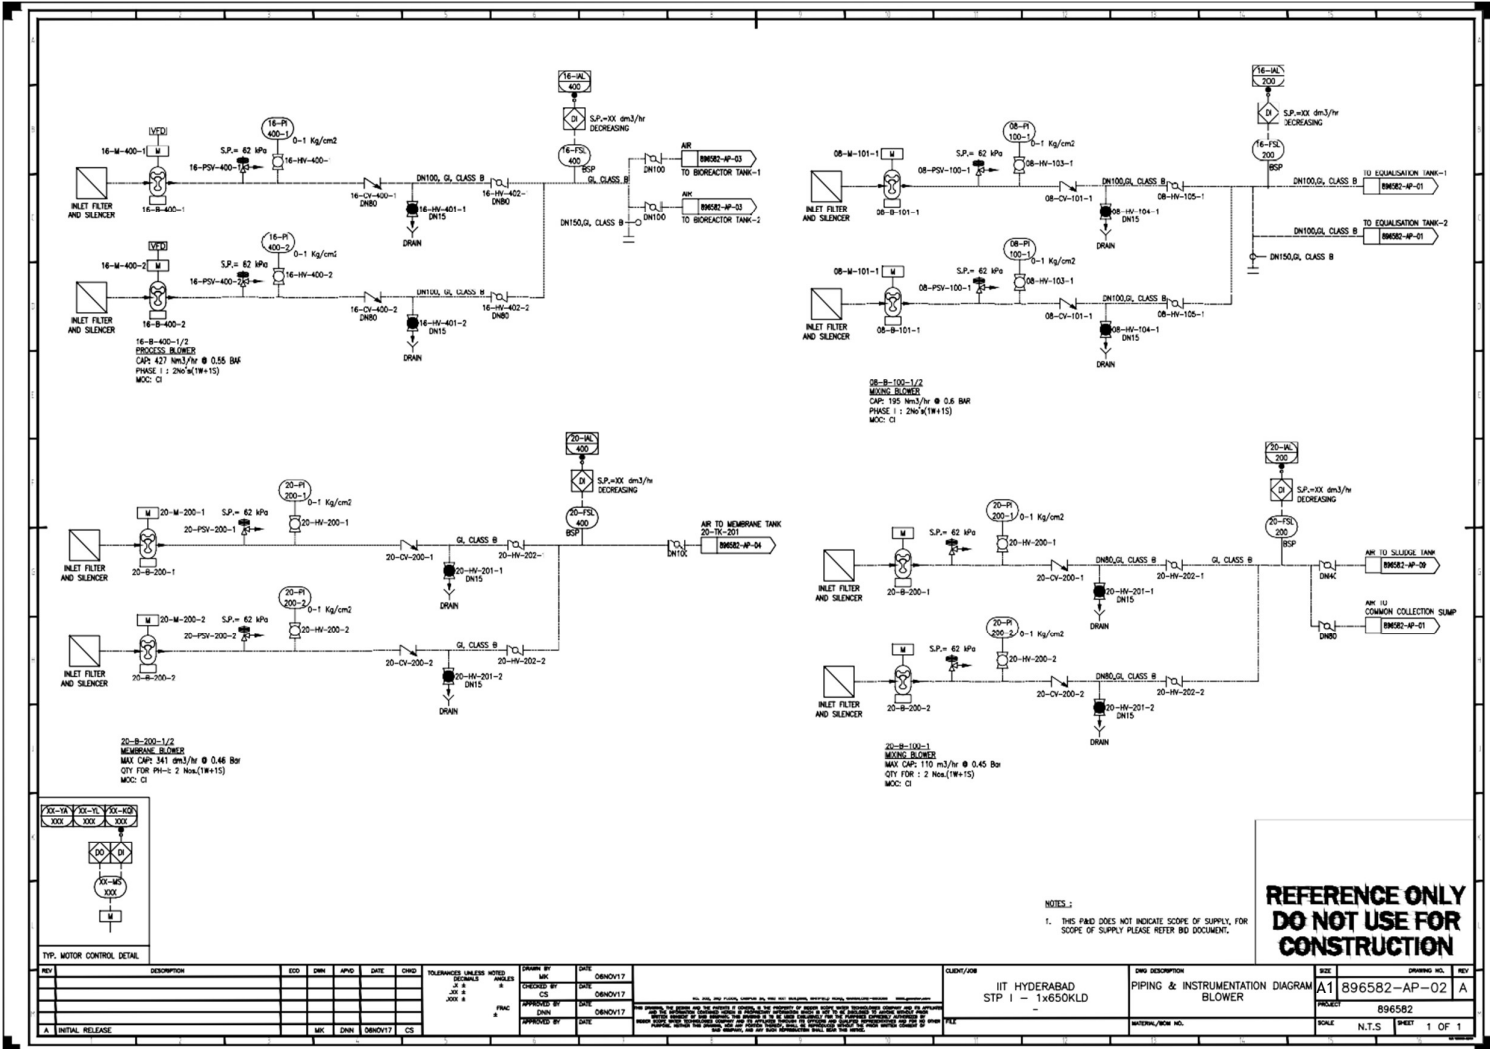 16-IAL
400
DI
S.P.=XX dm3/hr
DECREASING
16-FSL
400
BSP
VFD
16-M-400-1
M
16-PI
400-1
0-1 Kg/cm2
S.P.= 62 kPa
16-PSV-400-1
16-HV-400-
INLET FILTER
AND SILENCER
16-B-400-1
16-CV-400-1
DN80
DN100, GI, CLASS B
16-HV-401-1
DN15
DRAIN
16-HV-402-
DN80
GI, CLASS B
AIR
896582-AP-03
DN100
TO BIOREACTOR TANK-1
AIR
896582-AP-03
DN100
TO BIOREACTOR TANK-2
DN150,GI, CLASS B
VFD
16-M-400-2
M
16-PI
400-2
0-1 Kg/cm2
S.P.= 62 kPa
16-PSV-400-2
16-HV-400-2
INLET FILTER
AND SILENCER
16-B-400-2
16-CV-400-2
DN80
DN100, GI, CLASS B
16-HV-401-2
DN15
DRAIN
16-HV-402-2
DN80
16-B-400-1/2
PROCESS BLOWER
CAP: 427 Nm3/hr @ 0.55 BAR
PHASE I : 2No's(1W+1S)
MOC: CI
16-IAL
200
DI
S.P.=XX dm3/hr
DECREASING
16-FSL
200
BSP
08-M-101-1
M
08-PI
100-1
0-1 Kg/cm2
S.P.= 62 kPa
08-PSV-100-1
08-HV-103-1
INLET FILTER
AND SILENCER
08-B-101-1
08-CV-101-1
DN100,GI, CLASS B
08-HV-104-1
DN15
DRAIN
08-HV-105-1
DN100,GI, CLASS B
TO EQUALISATION TANK-1
896582-AP-01
DN100,GI, CLASS B
TO EQUALISATION TANK-2
896582-AP-01
DN150,GI, CLASS B
08-M-101-1
M
08-PI
100-1
0-1 Kg/cm2
S.P.= 62 kPa
08-PSV-100-1
08-HV-103-1
INLET FILTER
AND SILENCER
08-B-101-1
08-CV-101-1
DN100,GI, CLASS B
08-HV-104-1
DN15
DRAIN
08-HV-105-1
08-B-100-1/2
MIXING BLOWER
CAP: 195 Nm3/hr @ 0.6 BAR
PHASE I : 2No's(1W+1S)
MOC: CI
20-IAL
400
DI
S.P.=XX dm3/hr
DECREASING
20-FSL
400
BSP
M
20-M-200-1
20-PI
200-1
0-1 Kg/cm2
S.P.= 62 kPa
20-PSV-200-1
20-HV-200-1
INLET FILTER
AND SILENCER
20-B-200-1
20-CV-200-1
GI, CLASS B
20-HV-201-1
DN15
DRAIN
20-HV-202-
AIR TO MEMBRANE TANK
20-TK-201
896582-AP-04
M
20-M-200-2
20-PI
200-2
0-1 Kg/cm2
S.P.= 62 kPa
20-PSV-200-2
20-HV-200-2
INLET FILTER
AND SILENCER
20-B-200-2
20-CV-200-2
GI, CLASS B
20-HV-201-2
DN15
DRAIN
20-HV-202-2
20-B-200-1/2
MEMBRANE BLOWER
MAX CAP: 341 dm3/hr @ 0.46 Bar
QTY FOR PH-I: 2 Nos.(1W+1S)
MOC: CI
20-IAL
200
DI
S.P.=XX dm3/hr
DECREASING
20-FSL
200
BSP
M
20-PI
200-1
0-1 Kg/cm2
S.P.= 62 kPa
20-HV-200-1
INLET FILTER
AND SILENCER
20-B-200-1
20-CV-200-1
DN80,GI, CLASS B
20-HV-201-1
DN15
DRAIN
20-HV-202-1
GI, CLASS B
AIR TO SLUDGE TANK
896582-AP-09
AIR TO
COMMON COLLECTION SUMP
DN80
896582-AP-01
M
20-PI
200-2
0-1 Kg/cm2
S.P.= 62 kPa
20-HV-200-2
INLET FILTER
AND SILENCER
20-B-200-2
20-CV-200-2
DN80,GI, CLASS B
20-HV-201-2
DN15
DRAIN
20-HV-202-2
20-B-100-1
MIXING BLOWER
MAX CAP: 110 m3/hr @ 0.45 Bar
QTY FOR : 2 Nos.(1W+1S)
MOC: CI
XX-YA XX-YL XX-KQI
XXX XXX XXX
DO DI
XX-MS
XXX
M
TYP. MOTOR CONTROL DETAIL
NOTES :
1. THIS P&ID DOES NOT INDICATE SCOPE OF SUPPLY, FOR
SCOPE OF SUPPLY PLEASE REFER BID DOCUMENT.
REFERENCE ONLY
DO NOT USE FOR
CONSTRUCTION
REV DESCRIPTION ECO DWN APVD DATE CHKD
A INITIAL RELEASE MK DNN 06NOV17 CS
TOLERANCES UNLESS NOTED
DECIMALS ANGLES
.X ± ±
.XX ±
.XXX ±
FRAC
±
DRAWN BY DATE
MK 06NOV17
CHECKED BY DATE
CS 06NOV17
APPROVED BY DATE
DNN 06NOV17
APPROVED BY DATE
CLIENT/JOB
IIT HYDERABAD
STP I - 1x650KLD
-
FILE
DWG DESCRIPTION
PIPING & INSTRUMENTATION DIAGRAM
BLOWER
MATERIAL/BOM NO.
SIZE DRAWING NO. REV
A1 896582-AP-02 A
PROJECT
896582
SCALE N.T.S SHEET 1 OF 1